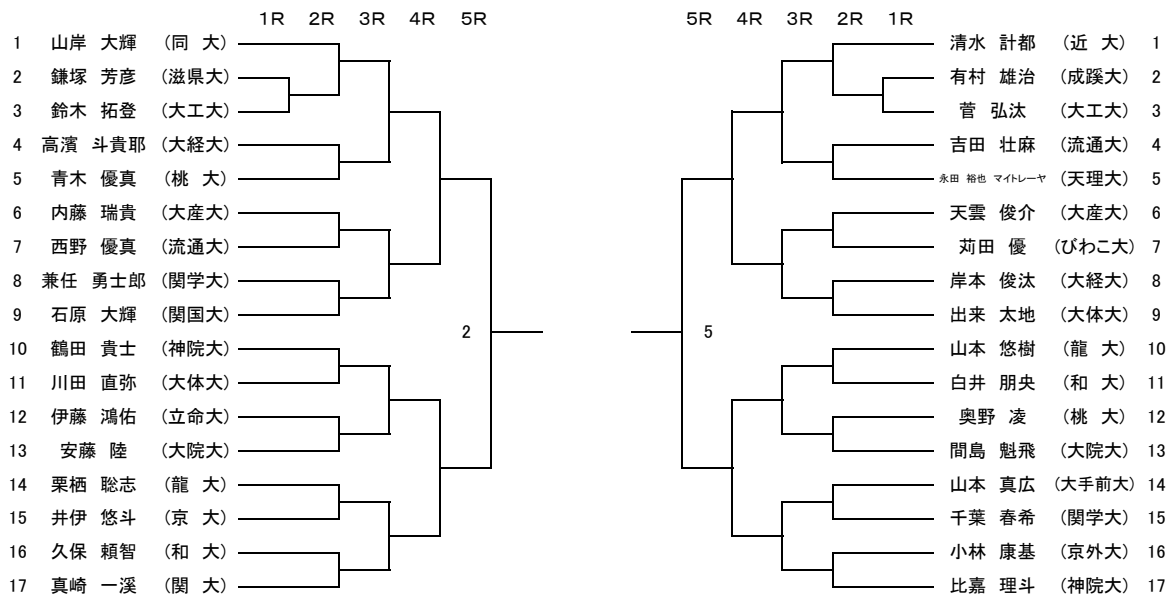 1R 2R 3R 4R 5R 5R 4R 3R 2R 1R
1 山岸 大輝 (同 大) 清水 計都 (近 大) 1
2 鎌塚 芳彦 (滋県大) 有村 雄治 (成蹊大) 2
3 鈴木 拓登 (大工大) 菅 弘汰 (大工大) 3
4 高濱 斗貴耶 (大経大) 吉田 壮麻 (流通大) 4
5 青木 優真 (桃 大) 永田 裕也 マイトレーヤ (天理大) 5
6 内藤 瑞貴 (大産大) 天雲 俊介 (大産大) 6
7 西野 優真 (流通大) 苅田 優 (びわこ大) 7
8 兼任 勇士郎 (関学大) 岸本 俊汰 (大経大) 8
9 石原 大輝 (関国大) 出来 太地 (大体大) 9
2 5
10 鶴田 貴士 (神院大) 山本 悠樹 (龍 大) 10
11 川田 直弥 (大体大) 白井 朋央 (和 大) 11
12 伊藤 鴻佑 (立命大) 奥野 凌 (桃 大) 12
13 安藤 陸 (大院大) 間島 魁飛 (大院大) 13
14 栗栖 聡志 (龍 大) 山本 真広 (大手前大) 14
15 井伊 悠斗 (京 大) 千葉 春希 (関学大) 15
16 久保 頼智 (和 大) 小林 康基 (京外大) 16
17 真崎 一溪 (関 大) 比嘉 理斗 (神院大) 17